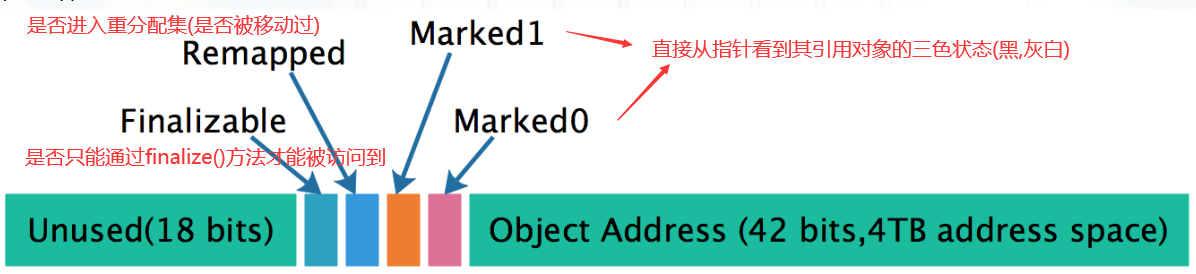 是否进入重分配集(是否被移动过)
Marked1
直接从指针看到其引用对象的三色状态(黑,灰白)
Remapped
Finalizable
Marked0
是否只能通过finalize()方法才能被访问到
Unused(18 bits)
Object Address (42 bits,4TB address space)